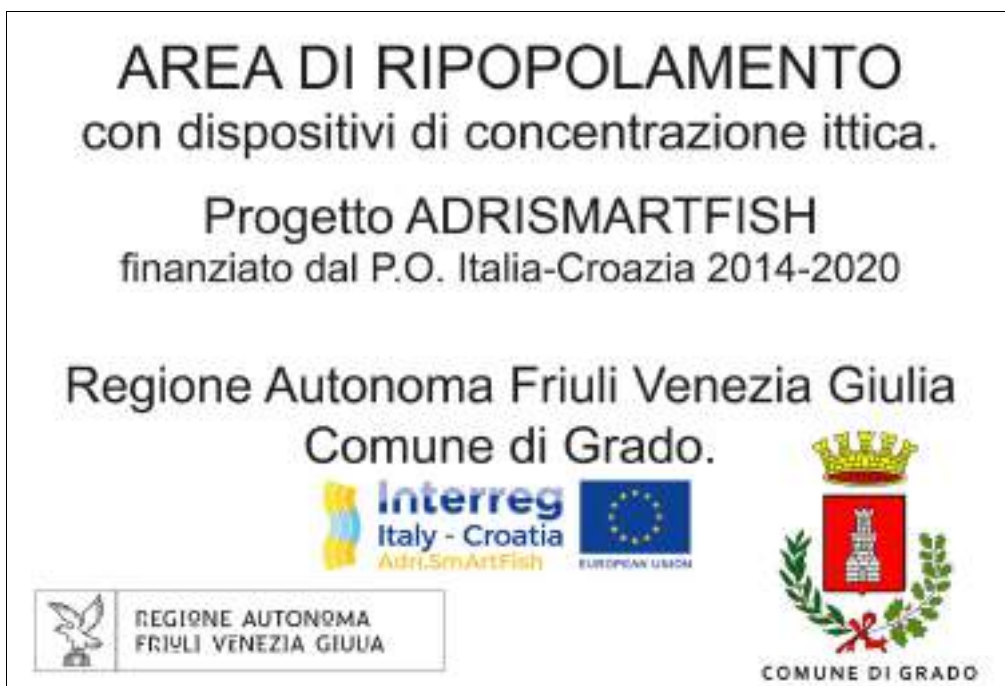 AREA DI RIPOPOLAMENTO
con dispositivi di concentrazione ittica.
Progetto ADRISMARTFISH
finanziato dal P.O. Italia-Croazia 2014-2020
Regione Autonoma Friuli Venezia Giulia
Comune di Grado.
Interreg
Italy - Croatia
Adri.SmArtFish
EUROPEAN UNION
REGIONE AUTONOMA
FRIULI VENEZIA GIULIA
COMUNE DI GRADO